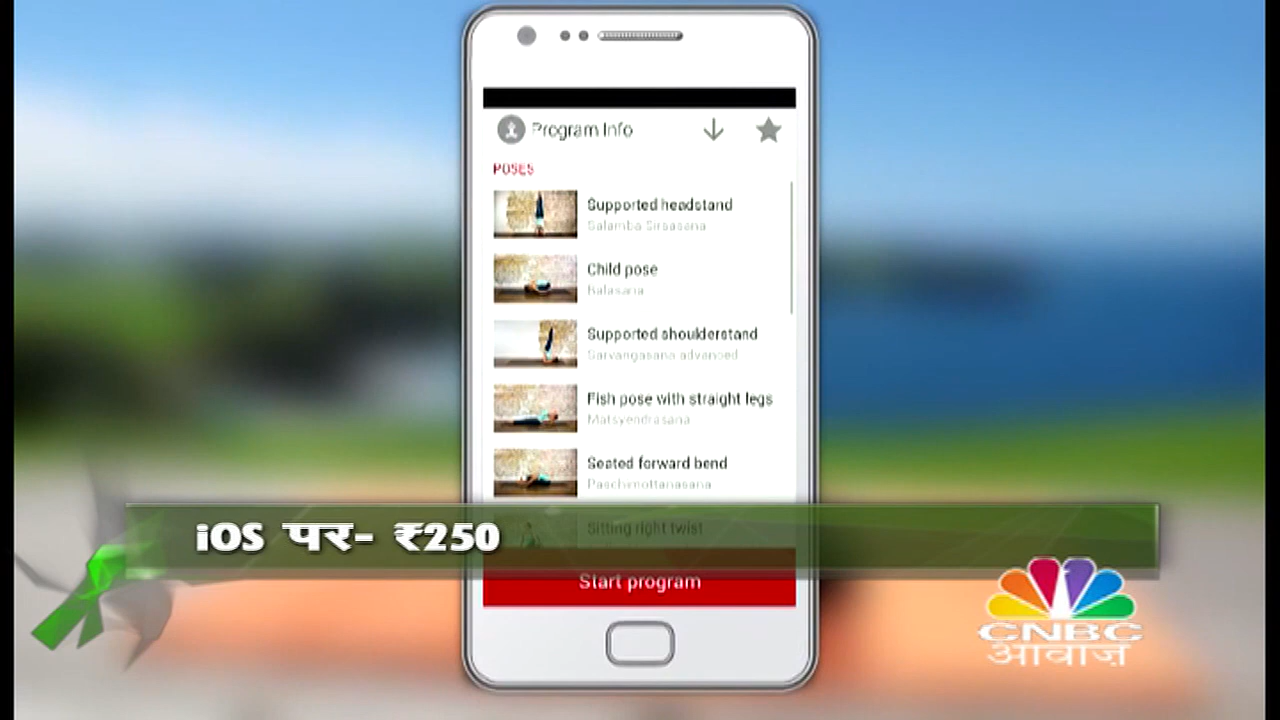 Program Info
POSES
Supported headstand
Salamba Sirsasana
Child pose
Balasana
Supported shoulderstand
Sarvangasana advanced
Fish pose with straight legs
Matsyendrasana
Seated forward bend
Paschimottanasana
Sitting right twist
iOS पर- ₹250
Start program
CNBC
आवाज़